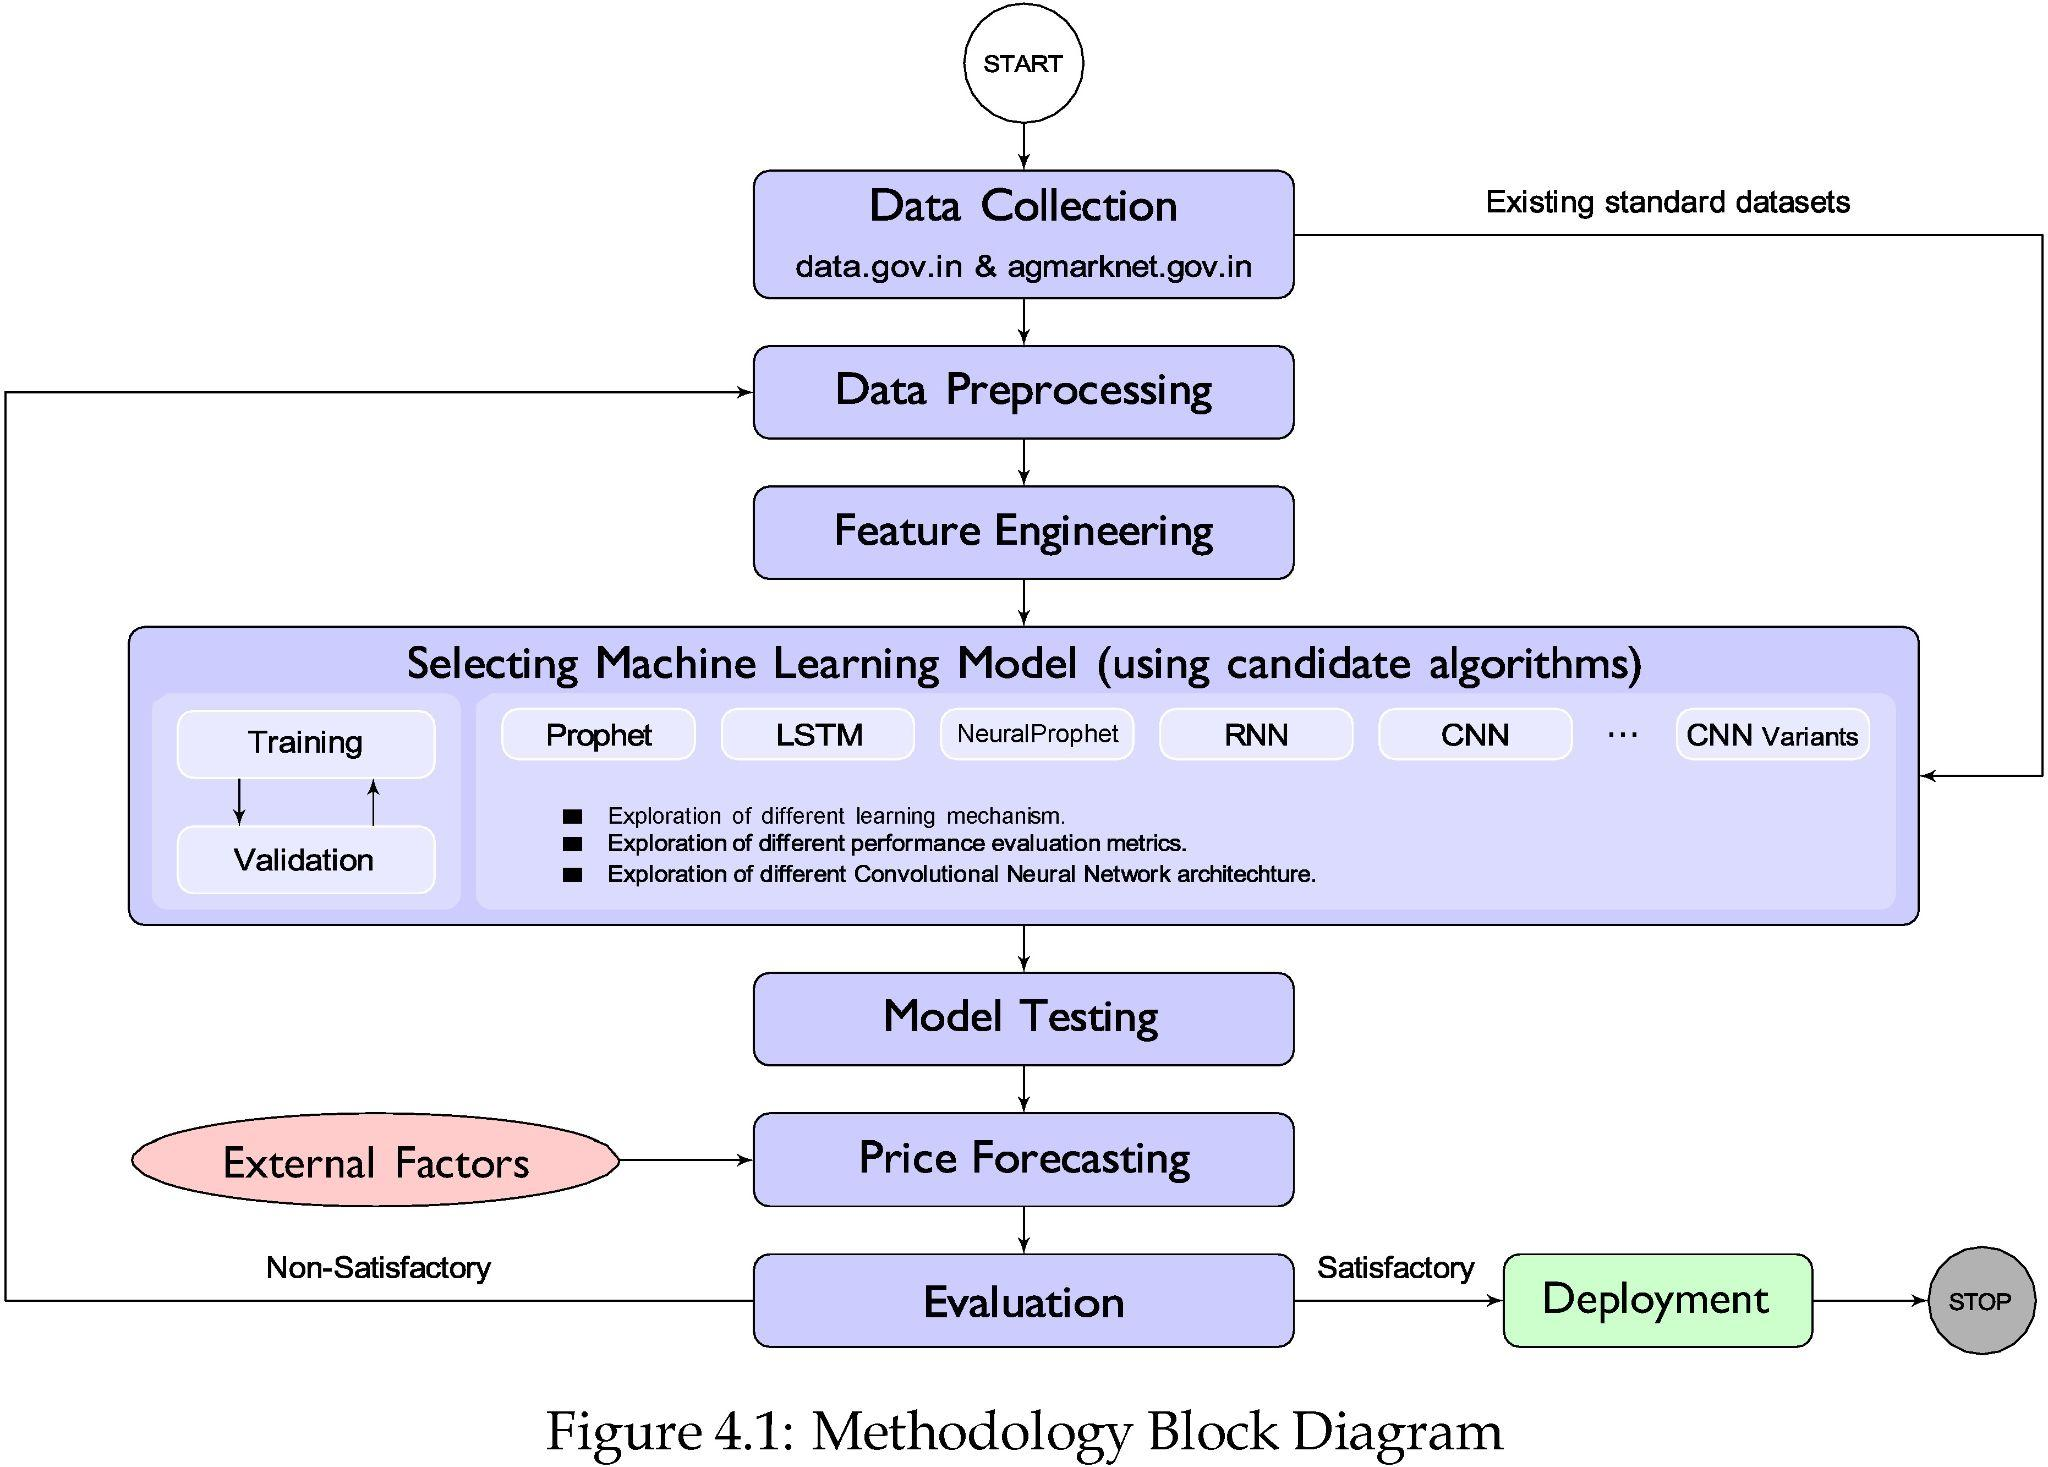 START
Data Collection
data.gov.in & agmarknet.gov.in
Existing standard datasets
Data Preprocessing
Feature Engineering
Selecting Machine Learning Model (using candidate algorithms)
Training
Validation
Prophet
LSTM
NeuralProphet
RNN
CNN
...
CNN Variants
Exploration of different learning mechanism.
Exploration of different performance evaluation metrics.
Exploration of different Convolutional Neural Network architechture.
Model Testing
External Factors
Price Forecasting
Non-Satisfactory
Evaluation
Satisfactory
Deployment
STOP
Figure 4.1: Methodology Block Diagram